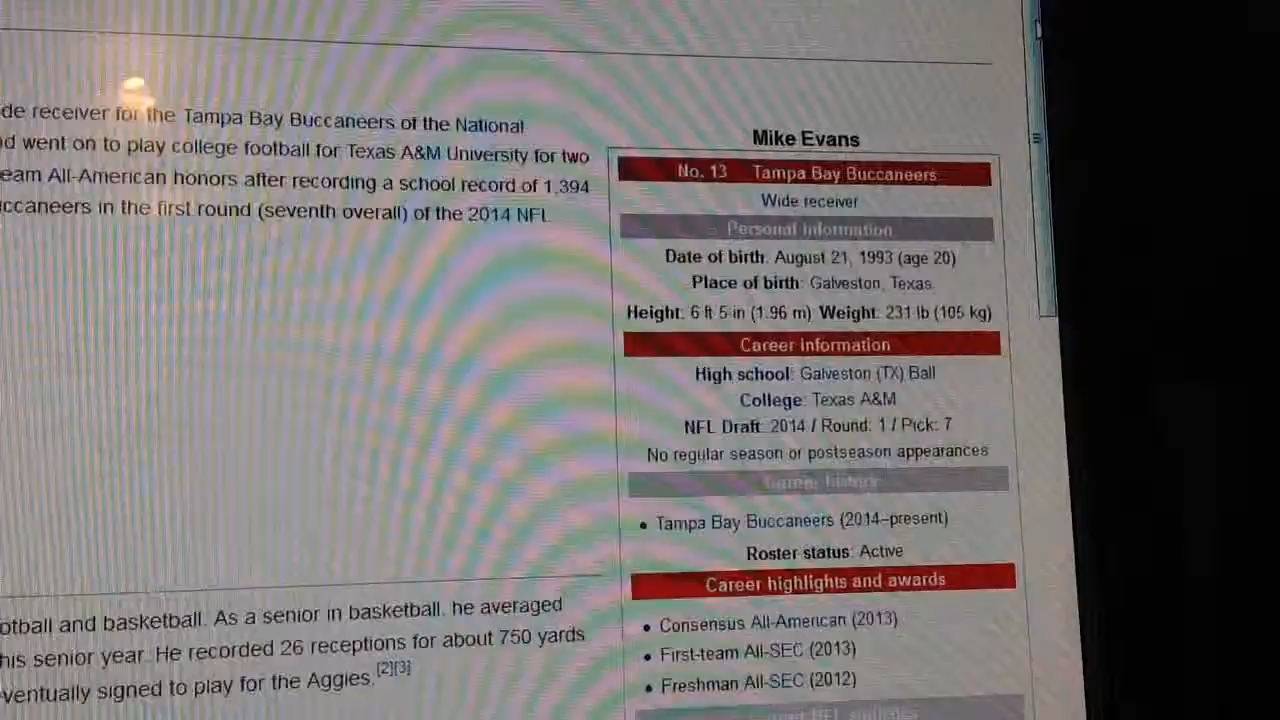 de receiver for the Tampa Bay Buccaneers of the National
d went on to play college football for Texas A&M University for two
eam All-American honors after recording a school record of 1,394
ccaneers in the first round (seventh overall) of the 2014 NFL
Mike Evans
No. 13 Tampa Bay Buccaneers
Wide receiver
Personal information
Date of birth: August 21, 1993 (age 20)
Place of birth: Galveston, Texas
Height: 6 ft 5 in (1.96 m) Weight: 231 lb (105 kg)
Career information
High school: Galveston (TX) Ball
College: Texas A&M
NFL Draft: 2014 / Round: 1 / Pick: 7
No regular season or postseason appearances
Career history
• Tampa Bay Buccaneers (2014–present)
Roster status: Active
Career highlights and awards
• Consensus All-American (2013)
• First-team All-SEC (2013)
• Freshman All-SEC (2012)
otball and basketball. As a senior in basketball, he averaged
his senior year. He recorded 26 receptions for about 750 yards
ventually signed to play for the Aggies.[2][3]